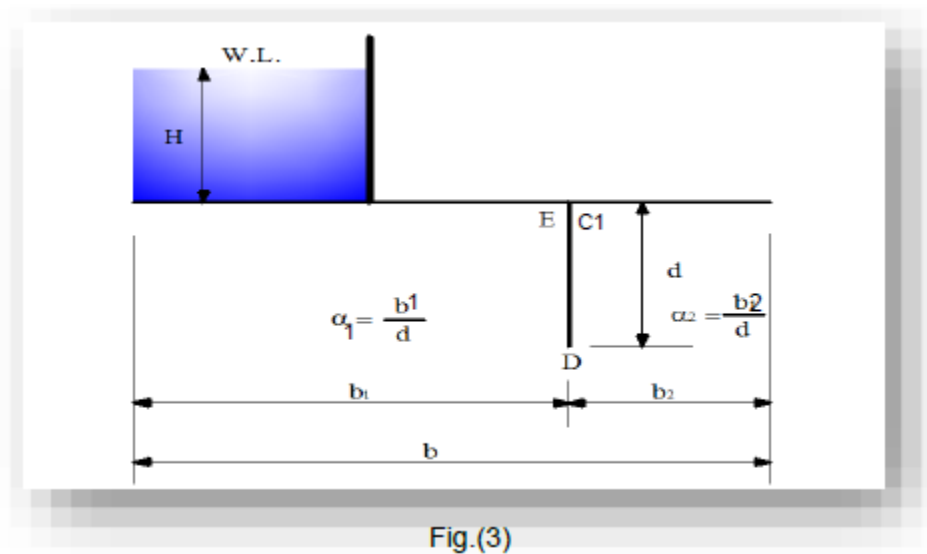 W.L.
H
E C1
d
α1 = b1/d
α2 = b2/d
D
b1
b2
b
Fig.(3)